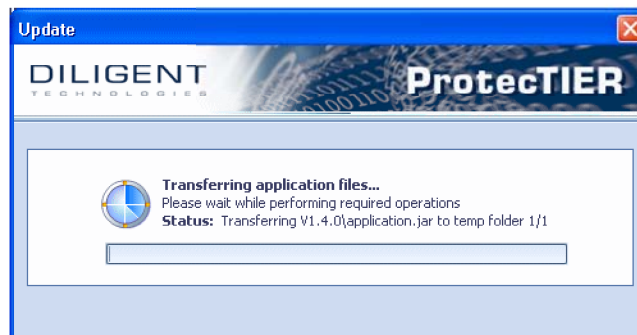 Update
DILIGENT
TECHNOLOGIES
ProtecTIER
Transferring application files...
Please wait while performing required operations
Status: Transferring V1.4.0\application.jar to temp folder 1/1